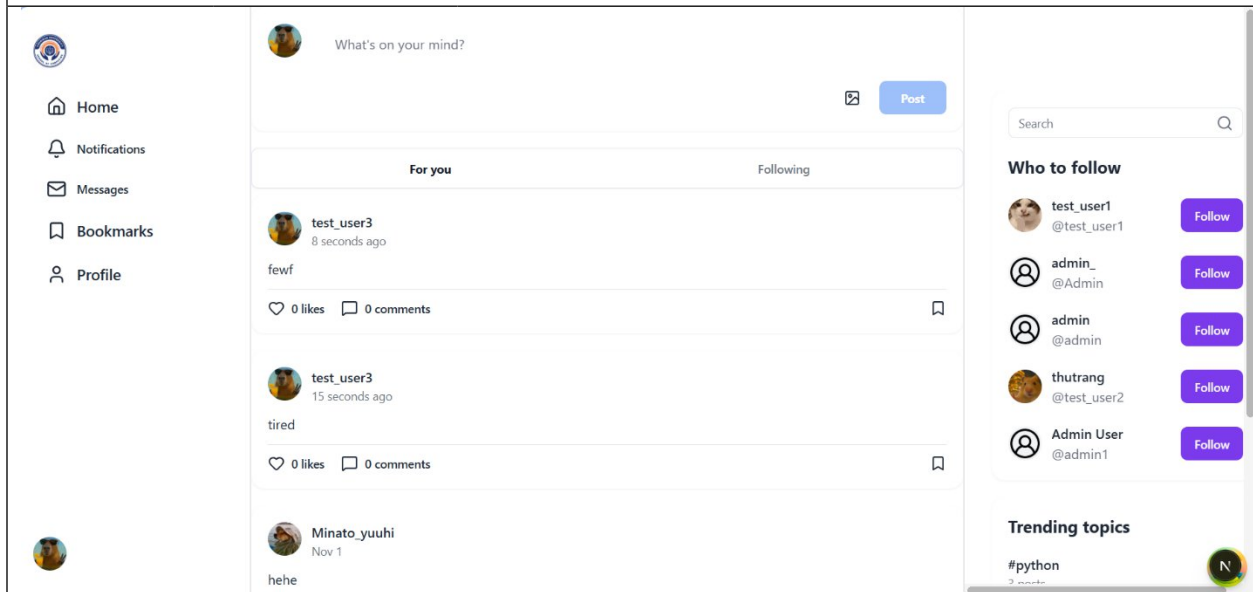 Home
Notifications
Messages
Bookmarks
Profile
What's on your mind?
Post
For you
Following
test_user3
8 seconds ago
fewf
0 likes
0 comments
test_user3
15 seconds ago
tired
0 likes
0 comments
Minato_yuuhi
Nov 1
hehe
Search
Who to follow
test_user1
@test_user1
Follow
admin_
@Admin
Follow
admin
@admin
Follow
thutrang
@test_user2
Follow
Admin User
@admin1
Follow
Trending topics
#python
3 posts
N